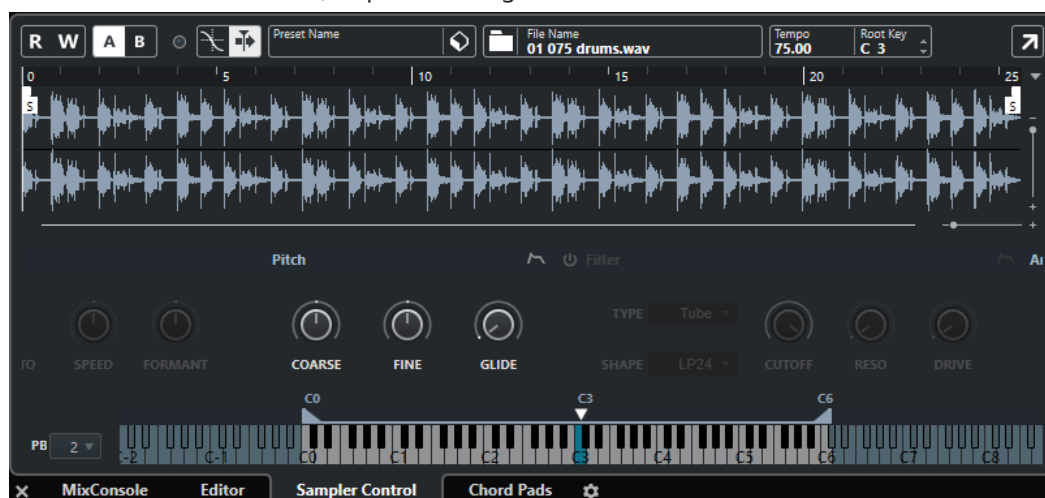 R W A B Preset Name File Name Tempo Root Key
01 075 drums.wav 75.00 C 3
0 5 10 15 20 25
S S
Pitch Filter
TYPE Tube
SPEED FORMANT COARSE FINE GLIDE SHAPE LP24 CUTOFF RESO DRIVE
C0 C3 C6
PB 2
C-1 C0 C1 C2 C3 C4 C5 C6 C7 C8
MixConsole Editor Sampler Control Chord Pads